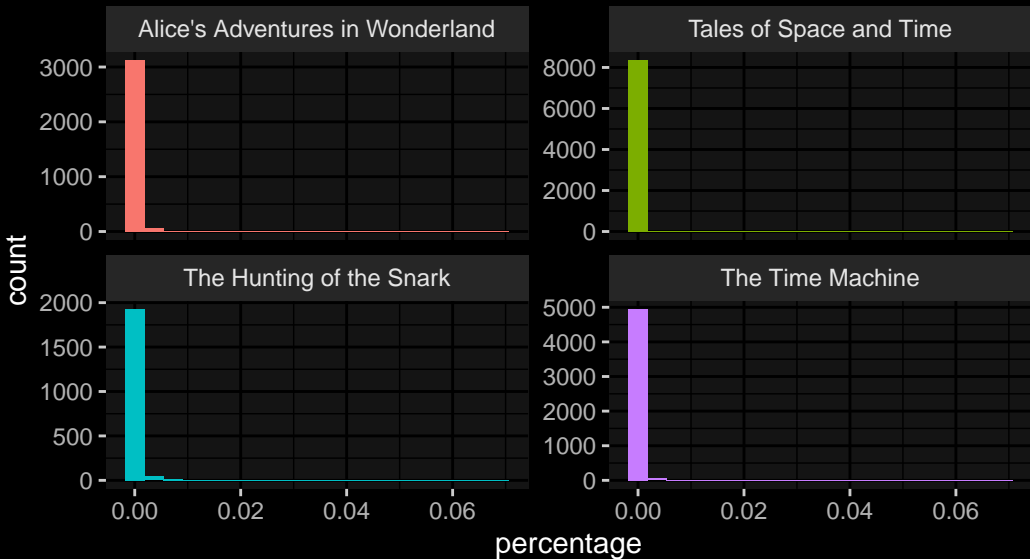 Alice's Adventures in Wonderland
3000
2000
1000
0
Tales of Space and Time
8000
6000
4000
2000
0
count
The Hunting of the Snark
2000
1500
1000
500
0
0.00 0.02 0.04 0.06
The Time Machine
5000
4000
3000
2000
1000
0
0.00 0.02 0.04 0.06
percentage